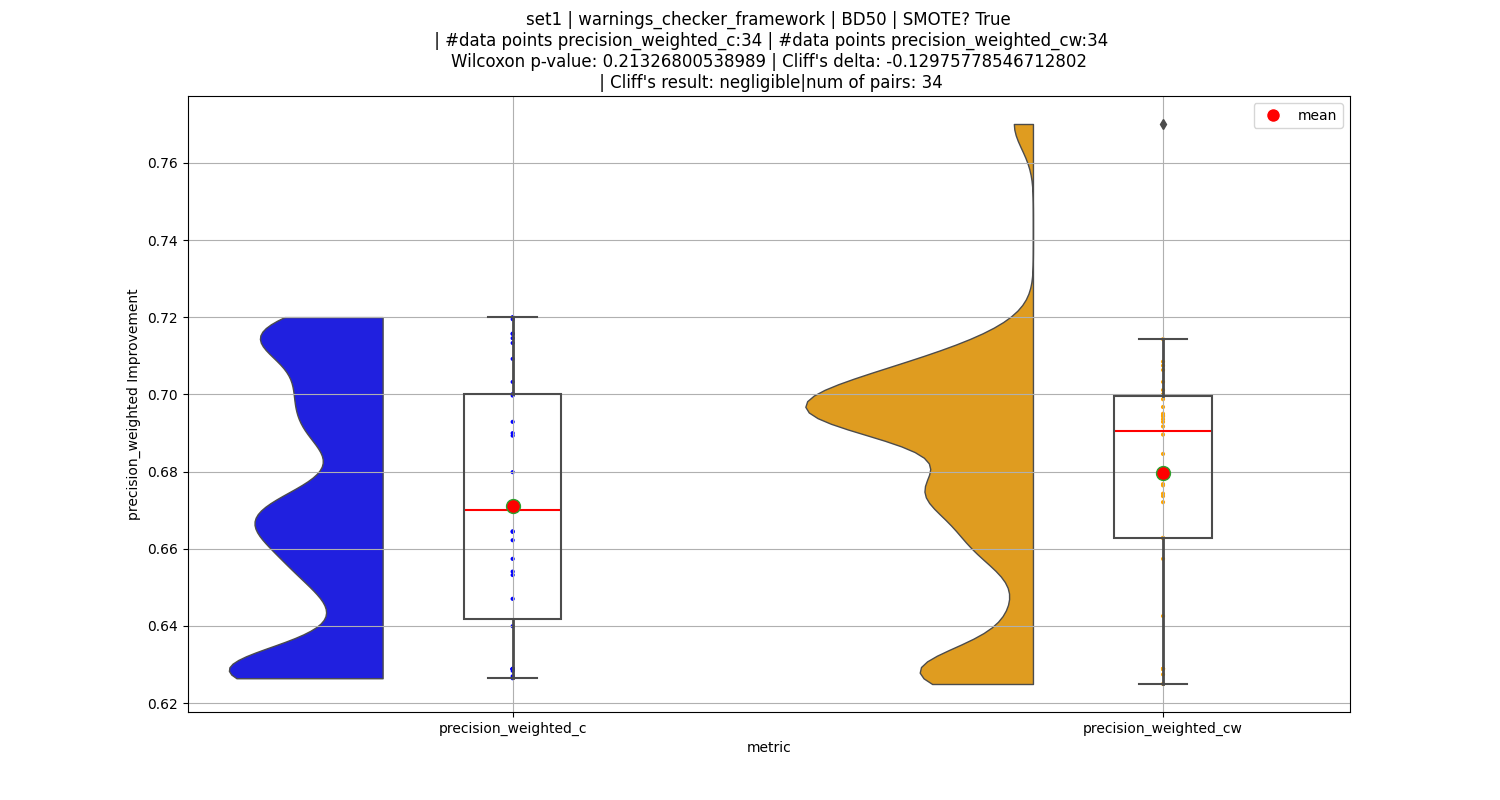 set1 | warnings_checker_framework | BD50 | SMOTE? True
| #data points precision_weighted_c:34 | #data points precision_weighted_cw:34
Wilcoxon p-value: 0.21326800538989 | Cliff's delta: -0.12975778546712802
| Cliff's result: negligible|num of pairs: 34
mean
0.76
0.74
0.72
0.70
0.68
0.66
0.64
0.62
precision_weighted Improvement
precision_weighted_c
precision_weighted_cw
metric